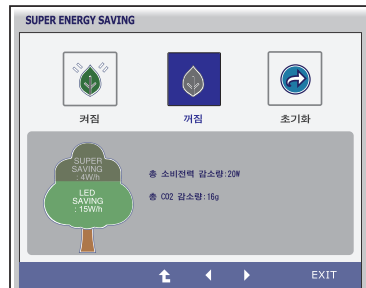 SUPER ENERGY SAVING
켜짐
꺼짐
초기화
SUPER
SAVING
: 4W/h
LED
SAVING
: 15W/h
총 소비전력 감소량:20W
총 CO2 감소량:16g
EXIT